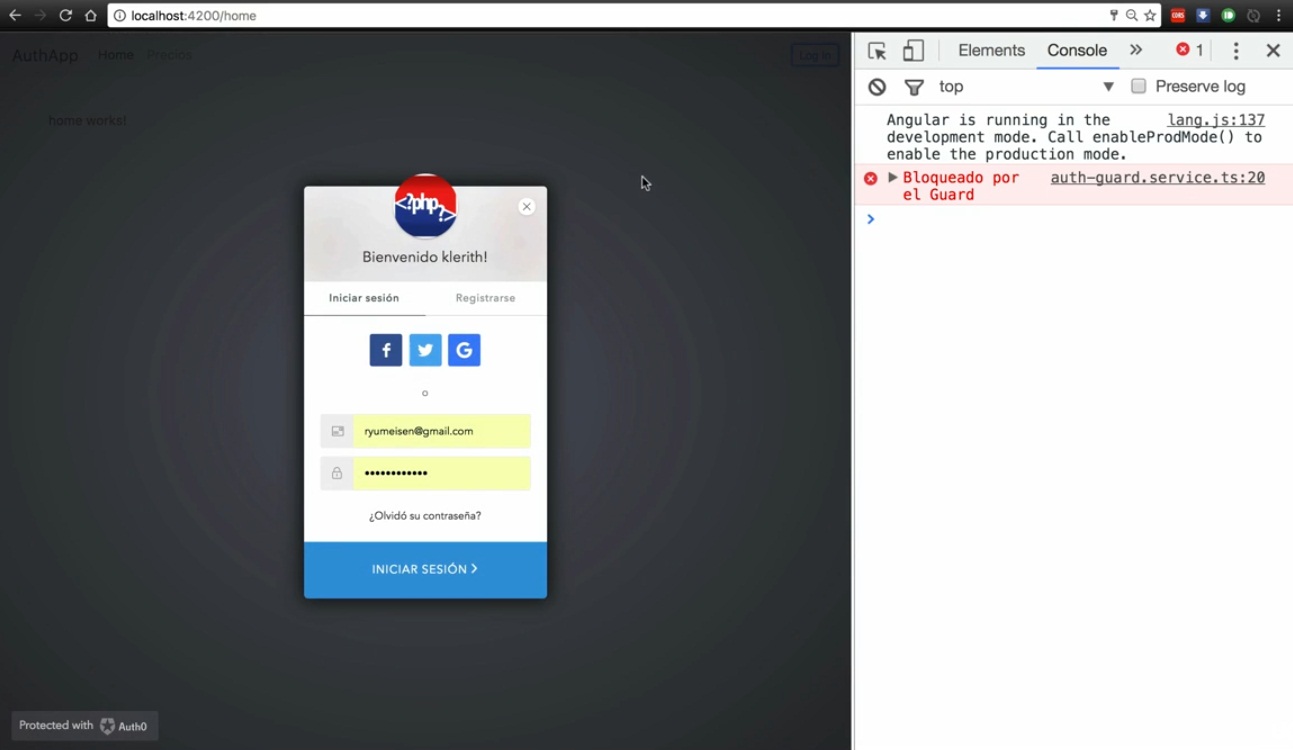 localhost:4200/home
AuthApp Home Precios Log In
home works!
<?php
?>
Bienvenido klerith!
Iniciar sesión Registrarse
f G
o
ryumeisen@gmail.com
••••••••••••
¿Olvidó su contraseña?
INICIAR SESIÓN >
Protected with Auth0
CORS
Elements Console » 1
top Preserve log
Angular is running in the lang.js:137
development mode. Call enableProdMode() to
enable the production mode.
Bloqueado por auth-guard.service.ts:20
el Guard